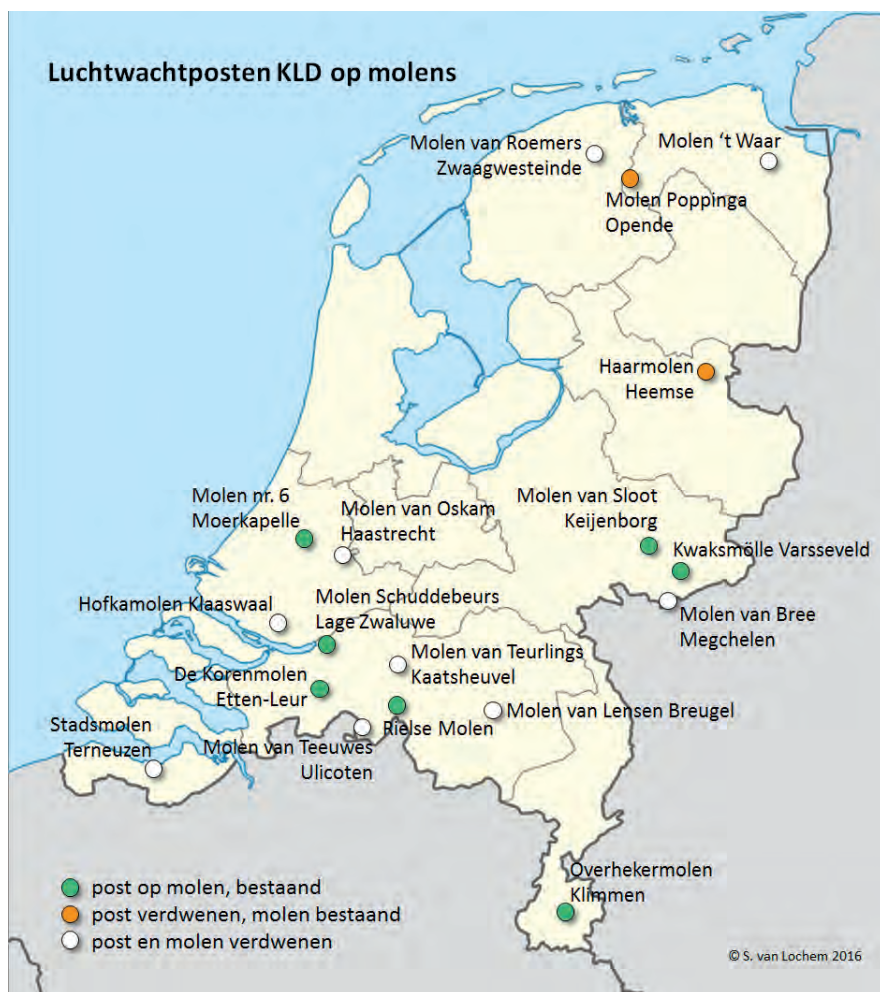 Luchtwachtposten KLD op molens
Molen van Roemers
Zwaagwesteinde
Molen ‘t Waar
Molen Poppinga
Opende
Haarmolen
Heemse
Molen nr. 6
Moerkapelle
Molen van Oskam
Haastrecht
Molen van Sloot
Keijenborg
Kwaksmölle Varsseveld
Hofkamolen Klaaswaal
Molen Schuddebeurs
Lage Zwaluwe
Molen van Bree
Megchelen
Molen van Teurlings
Kaatsheuvel
De Korenmolen
Etten-Leur
Molen van Lensen Breugel
Stadsmolen
Terneuzen
Rielse Molen
Molen van Teeuwes
Ulicoten
Overhekermolen
Klimmen
post op molen, bestaand
post verdwenen, molen bestaand
post en molen verdwenen
© S. van Lochem 2016